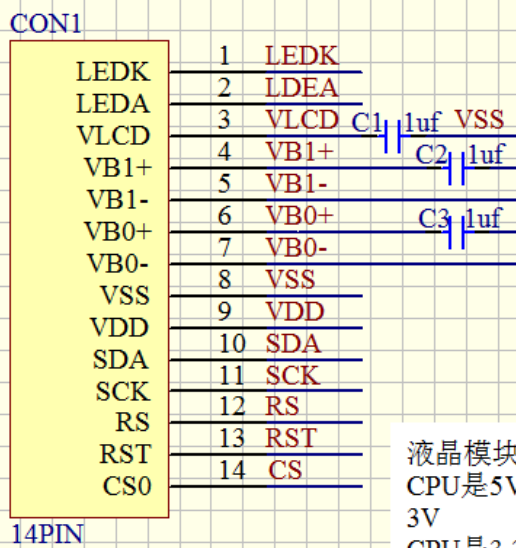 CON1
LEDK 1 LEDK
LEDA 2 LDEA
VLCD 3 VLCD C1 1uf VSS
VB1+ 4 VB1+ C2 1uf
VB1- 5 VB1-
VB0+ 6 VB0+ C3 1uf
VB0- 7 VB0-
VSS 8 VSS
VDD 9 VDD
SDA 10 SDA
SCK 11 SCK
RS 12 RS
RST 13 RST
CS0 14 CS
14PIN
液晶模块
CPU是5V
3V